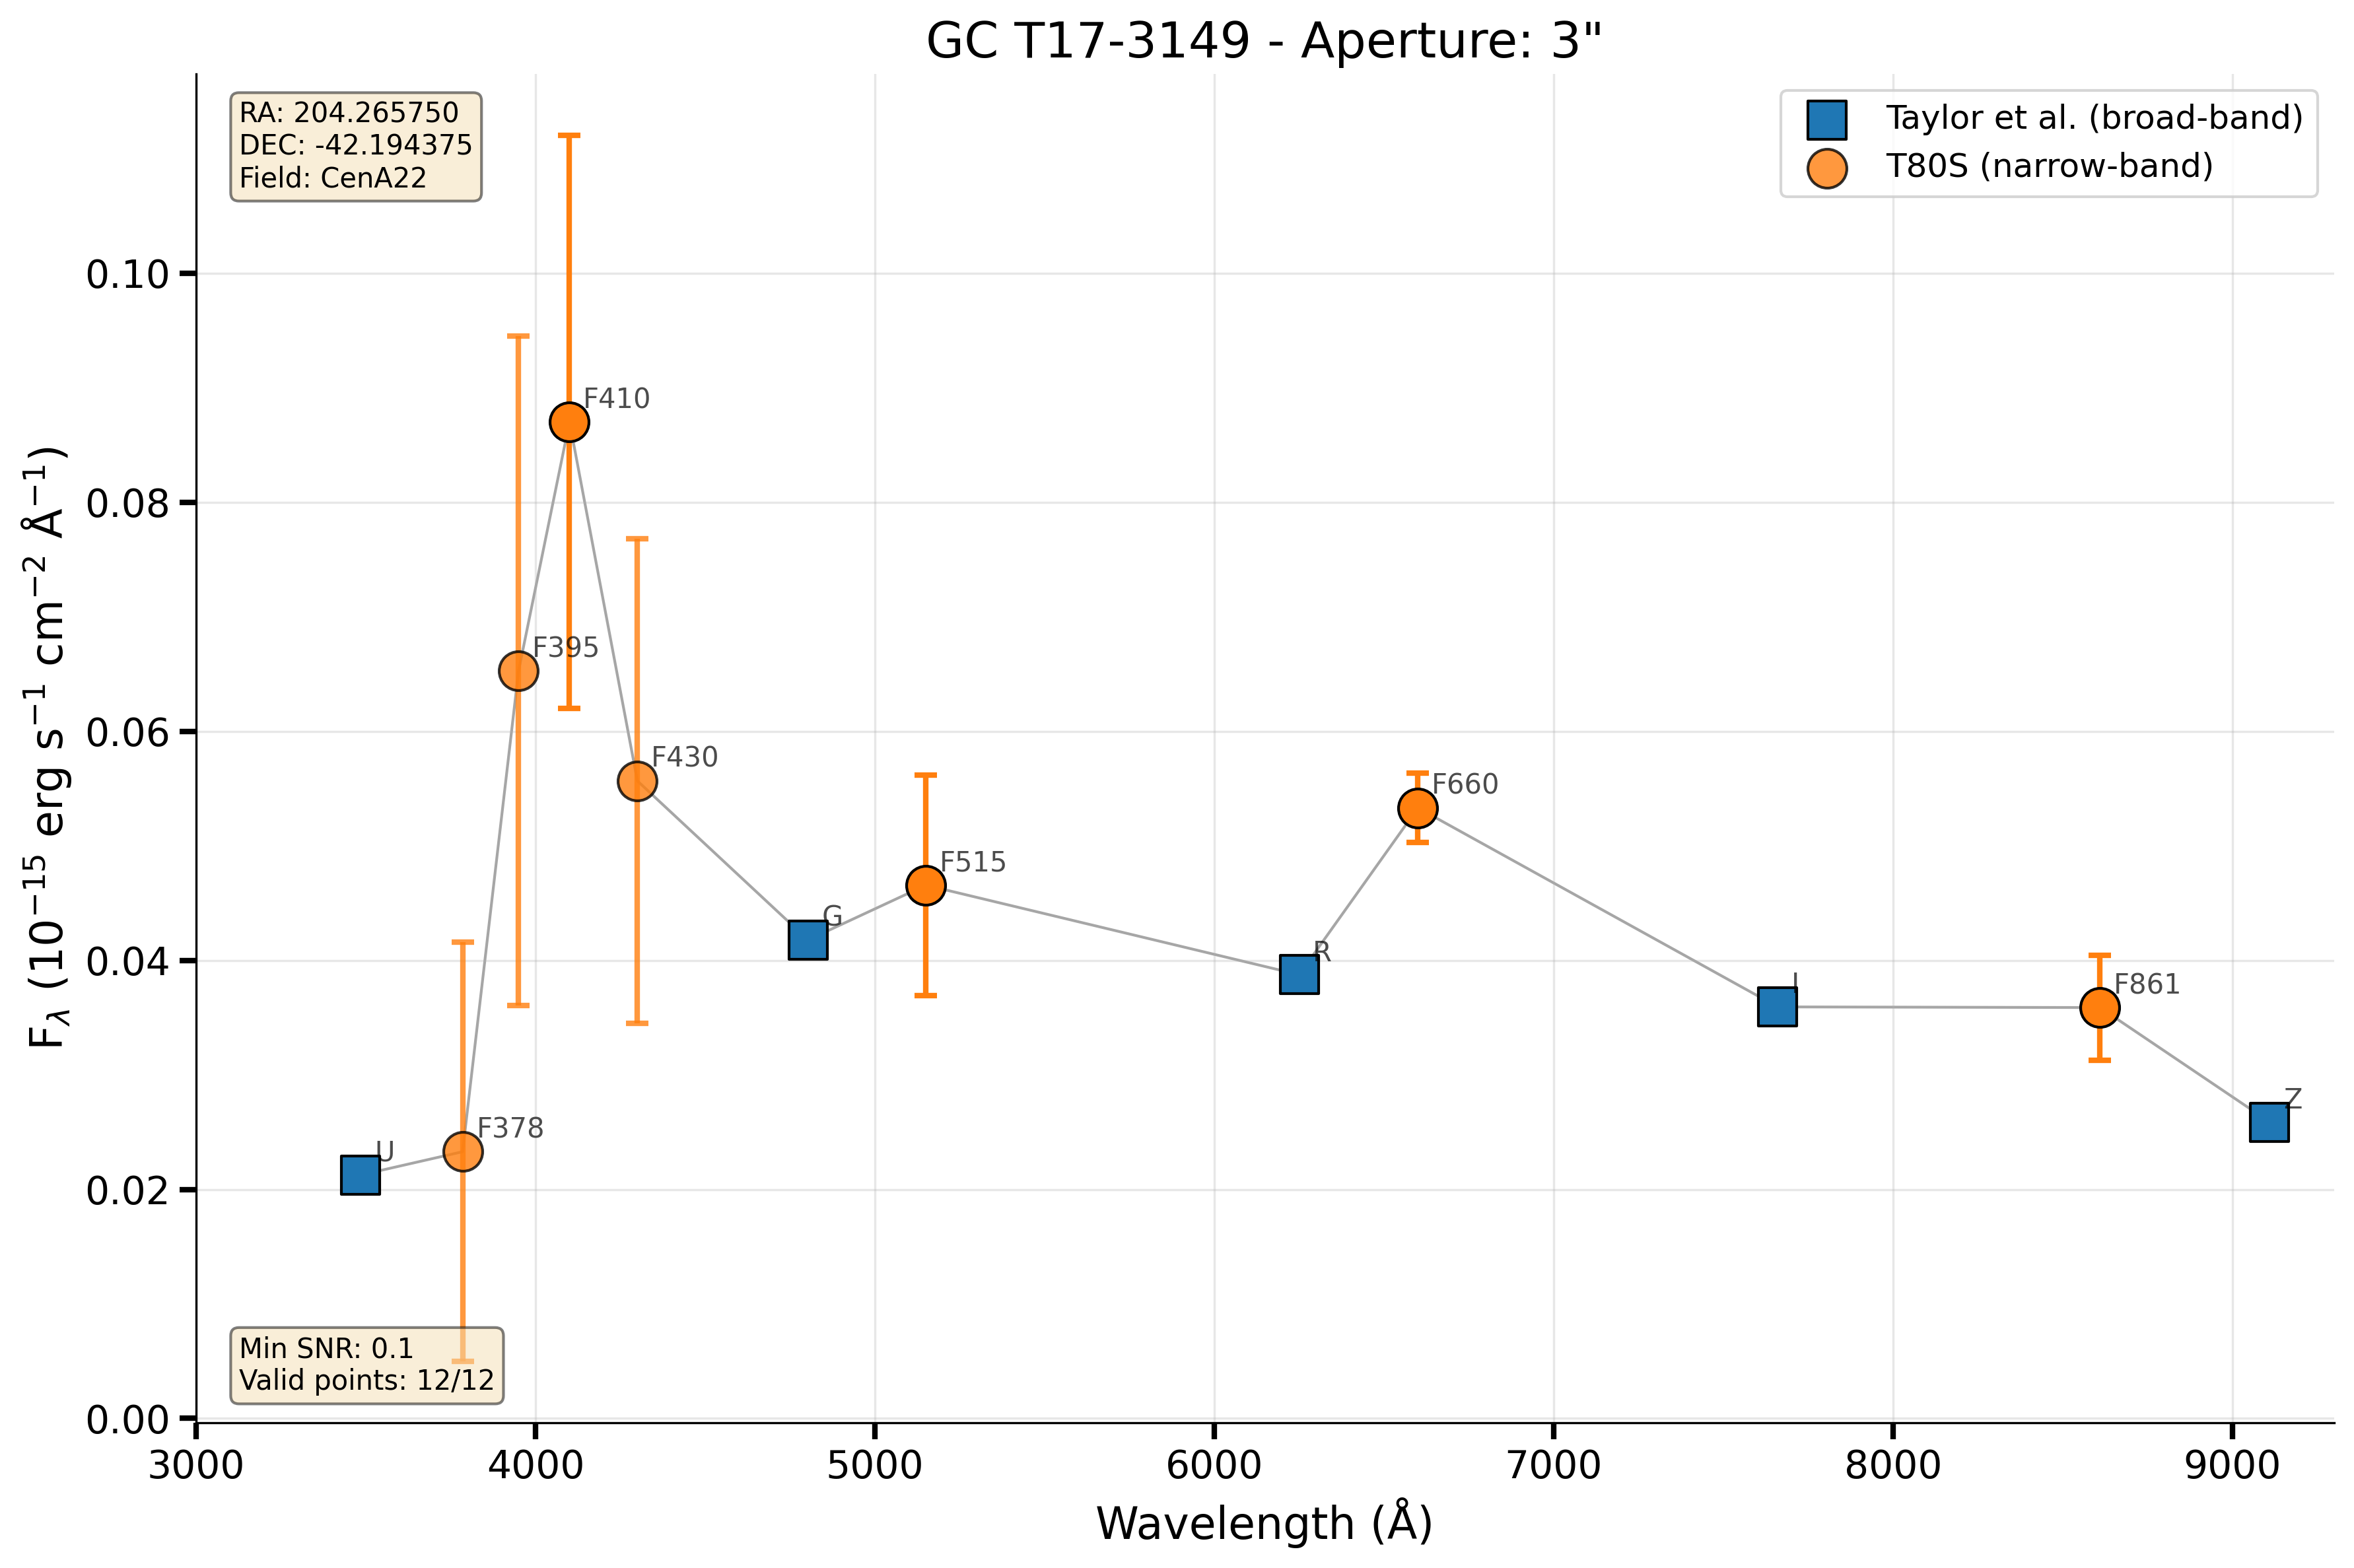 GC T17-3149 - Aperture: 3"
RA: 204.265750
DEC: -42.194375
Field: CenA22
Taylor et al. (broad-band)
T80S (narrow-band)
F410
F395
F430
F660
F515
G
R
I
F861
Z
F378
U
Min SNR: 0.1
Valid points: 12/12
0.10
0.08
0.06
0.04
0.02
0.00
F_λ (10⁻¹⁵ erg s⁻¹ cm⁻² Å⁻¹)
3000 4000 5000 6000 7000 8000 9000
Wavelength (Å)